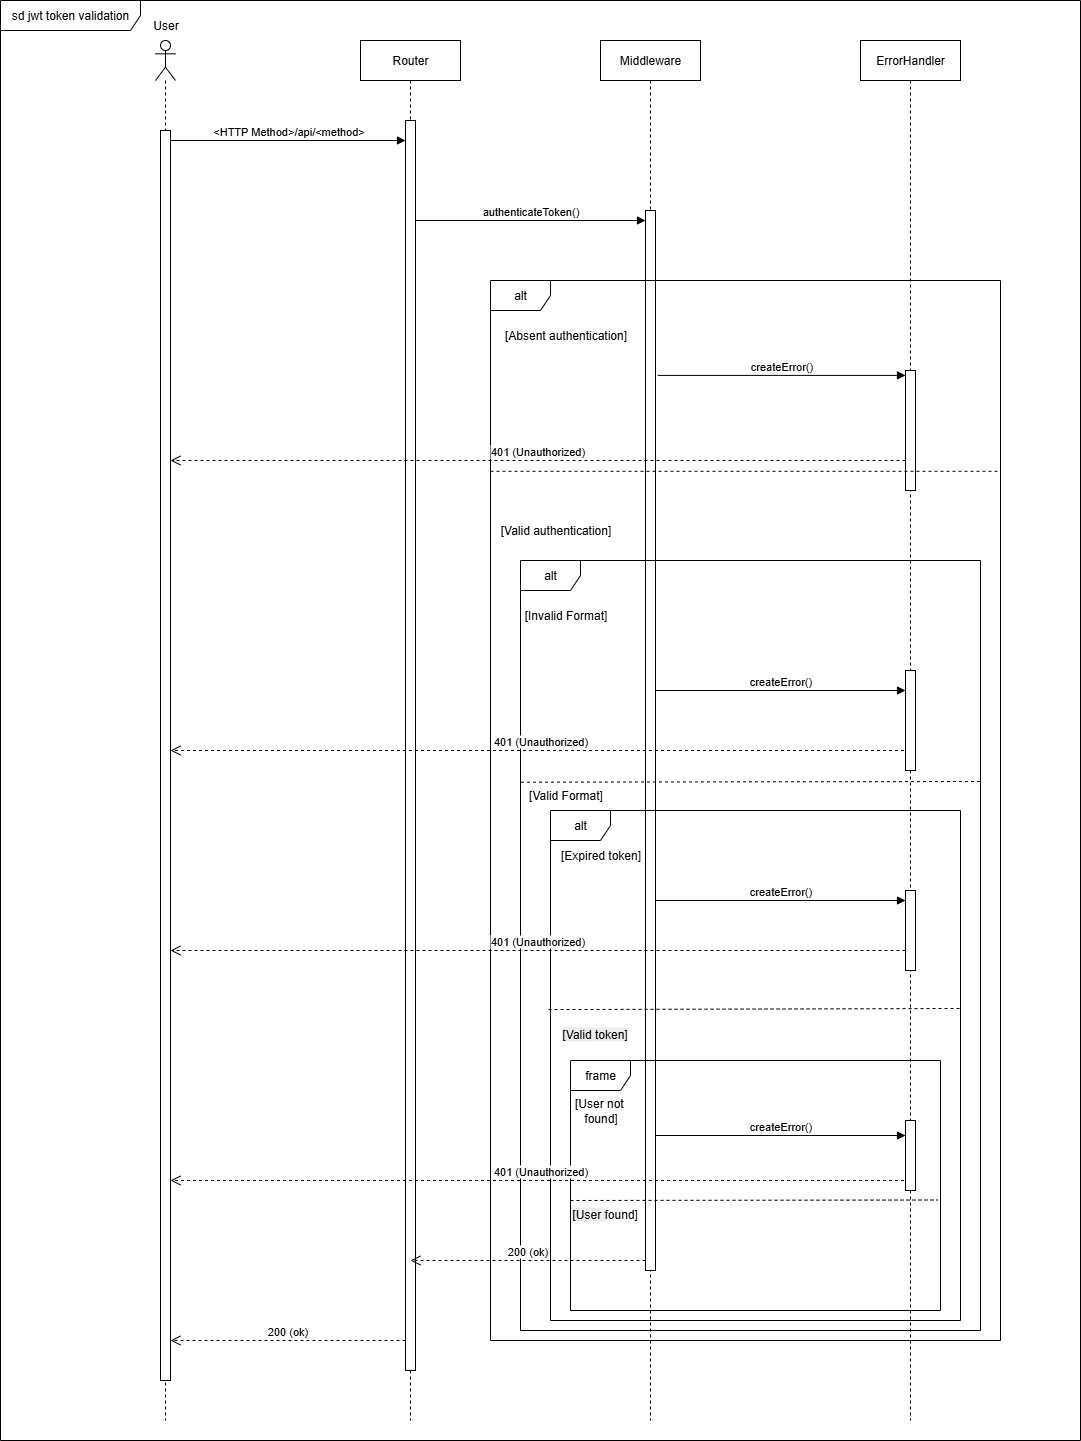 sd jwt token validation
User
Router
Middleware
ErrorHandler
<HTTP Method>/api/<method>
authenticateToken()
alt
[Absent authentication]
createError()
401 (Unauthorized)
[Valid authentication]
alt
[Invalid Format]
createError()
401 (Unauthorized)
[Valid Format]
alt
[Expired token]
createError()
401 (Unauthorized)
[Valid token]
frame
[User not
found]
createError()
401 (Unauthorized)
[User found]
200 (ok)
200 (ok)